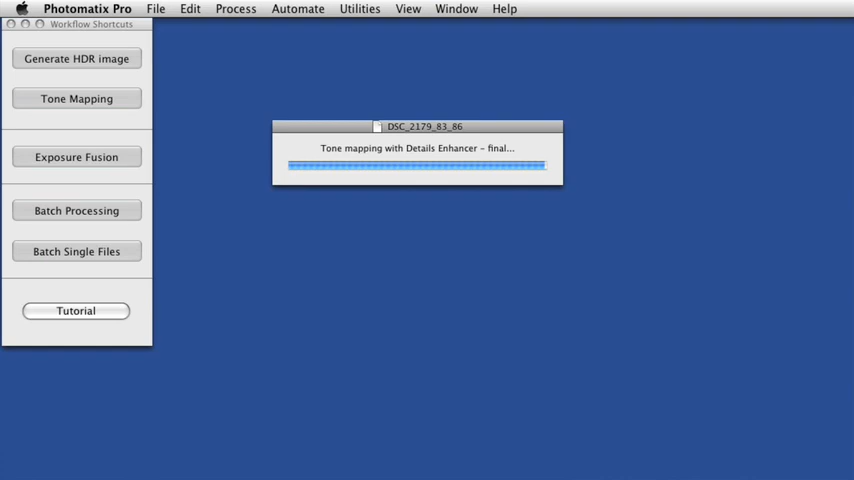 Photomatix Pro File Edit Process Automate Utilities View Window Help
Workflow Shortcuts
Generate HDR image
Tone Mapping
Exposure Fusion
Batch Processing
Batch Single Files
Tutorial
DSC_2179_83_86
Tone mapping with Details Enhancer - final...